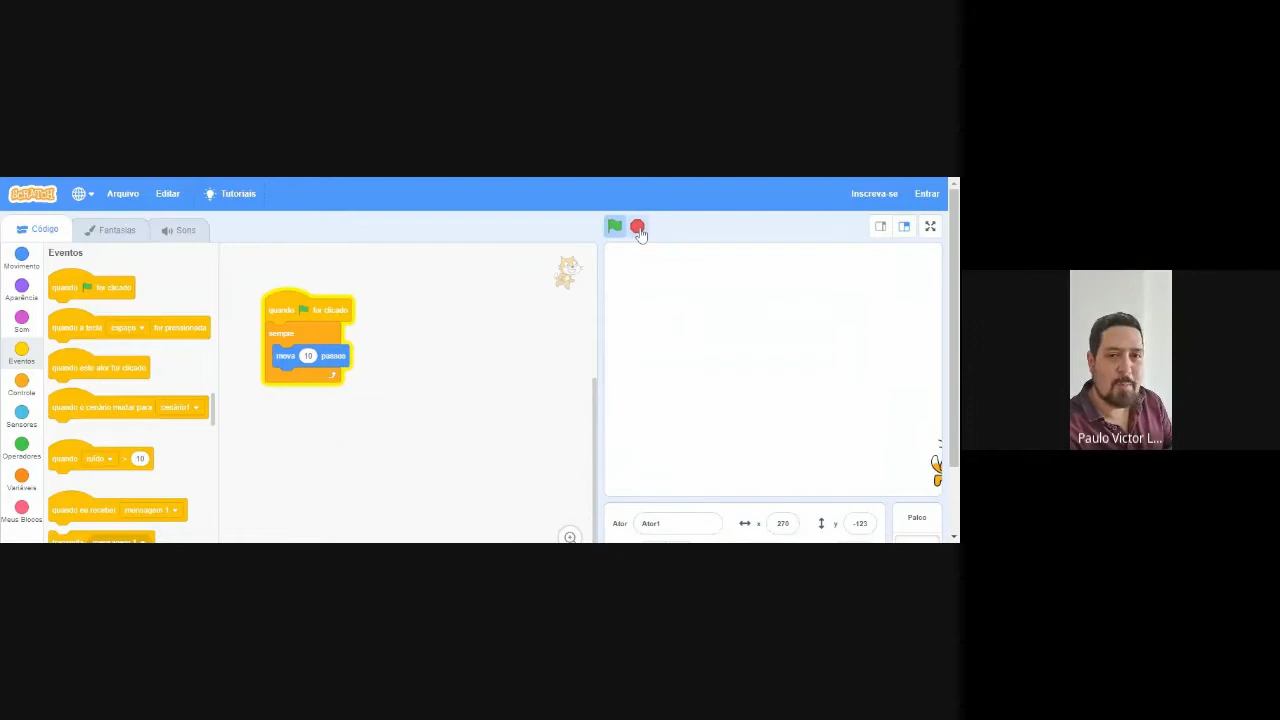 SCRATCH
Arquivo
Editar
Tutoriais
Inscreva-se
Entrar
Código
Fantasias
Sons
Movimento
Aparência
Som
Eventos
Controle
Sensores
Operadores
Variáveis
Meus Blocos
Eventos
quando for clicado
quando a tecla espaço for pressionada
quando este ator for clicado
quando o cenário mudar para cenário1
quando ruído > 10
quando eu receber mensagem 1
quando for clicado
sempre
mova 10 passos
Ator Ator1 x 270 y -123
Palco
Paulo Victor L...